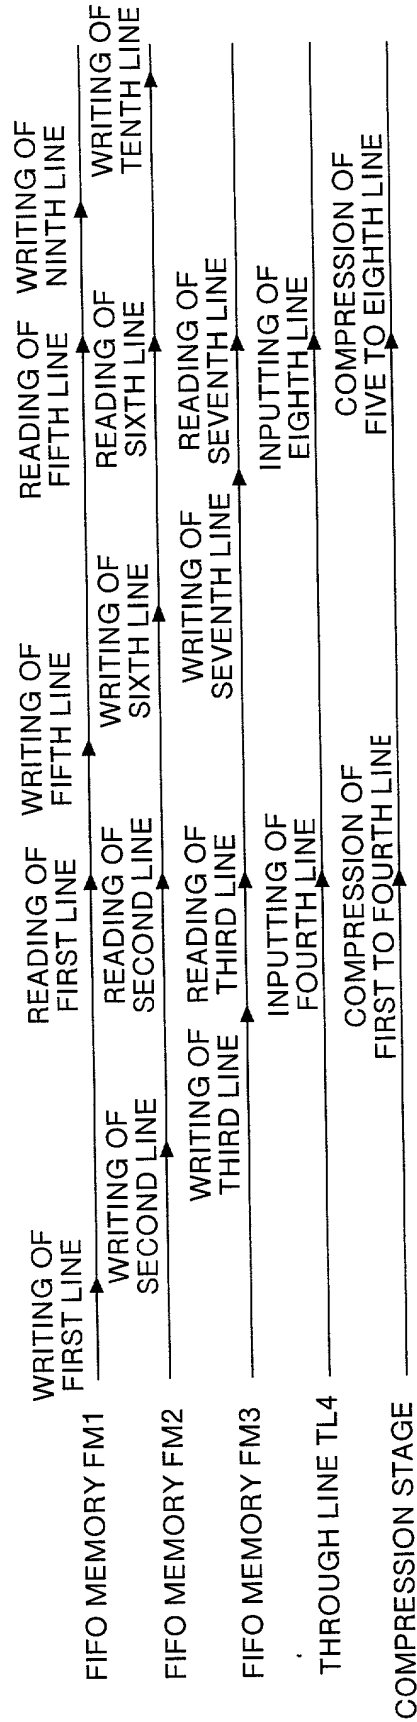 FIFO MEMORY FM1
WRITING OF
FIRST LINE
READING OF
FIRST LINE
WRITING OF
FIFTH LINE
READING OF
FIFTH LINE
WRITING OF
NINTH LINE
FIFO MEMORY FM2
WRITING OF
SECOND LINE
READING OF
SECOND LINE
WRITING OF
SIXTH LINE
READING OF
SIXTH LINE
WRITING OF
TENTH LINE
FIFO MEMORY FM3
WRITING OF
THIRD LINE
READING OF
THIRD LINE
WRITING OF
SEVENTH LINE
READING OF
SEVENTH LINE
THROUGH LINE TL4
INPUTTING OF
FOURTH LINE
INPUTTING OF
EIGHTH LINE
COMPRESSION STAGE
COMPRESSION OF
FIRST TO FOURTH LINE
COMPRESSION OF
FIVE TO EIGHTH LINE